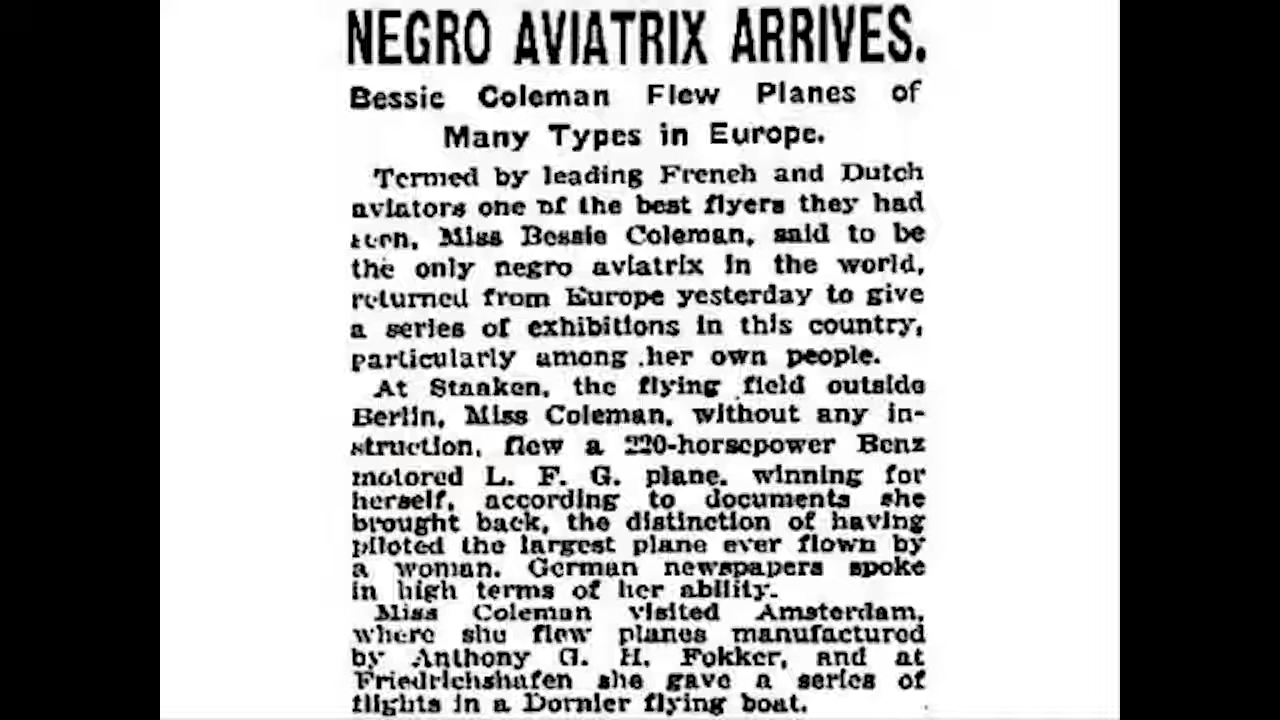 NEGRO AVIATRIX ARRIVES.
Bessie Coleman Flew Planes of
Many Types in Europe.
Termed by leading French and Dutch
aviators one of the best flyers they had
seen, Miss Bessie Coleman, said to be
the only negro aviatrix in the world,
returned from Europe yesterday to give
a series of exhibitions in this country,
particularly among her own people.
At Staaken, the flying field outside
Berlin, Miss Coleman, without any in-
struction, flew a 220-horsepower Benz
motored L. F. G. plane, winning for
herself, according to documents she
brought back, the distinction of having
piloted the largest plane ever flown by
a woman. German newspapers spoke
in high terms of her ability.
Miss Coleman visited Amsterdam,
where she flew planes manufactured
by Anthony G. H. Fokker, and at
Friedrichshafen she gave a series of
flights in a Dornier flying boat.